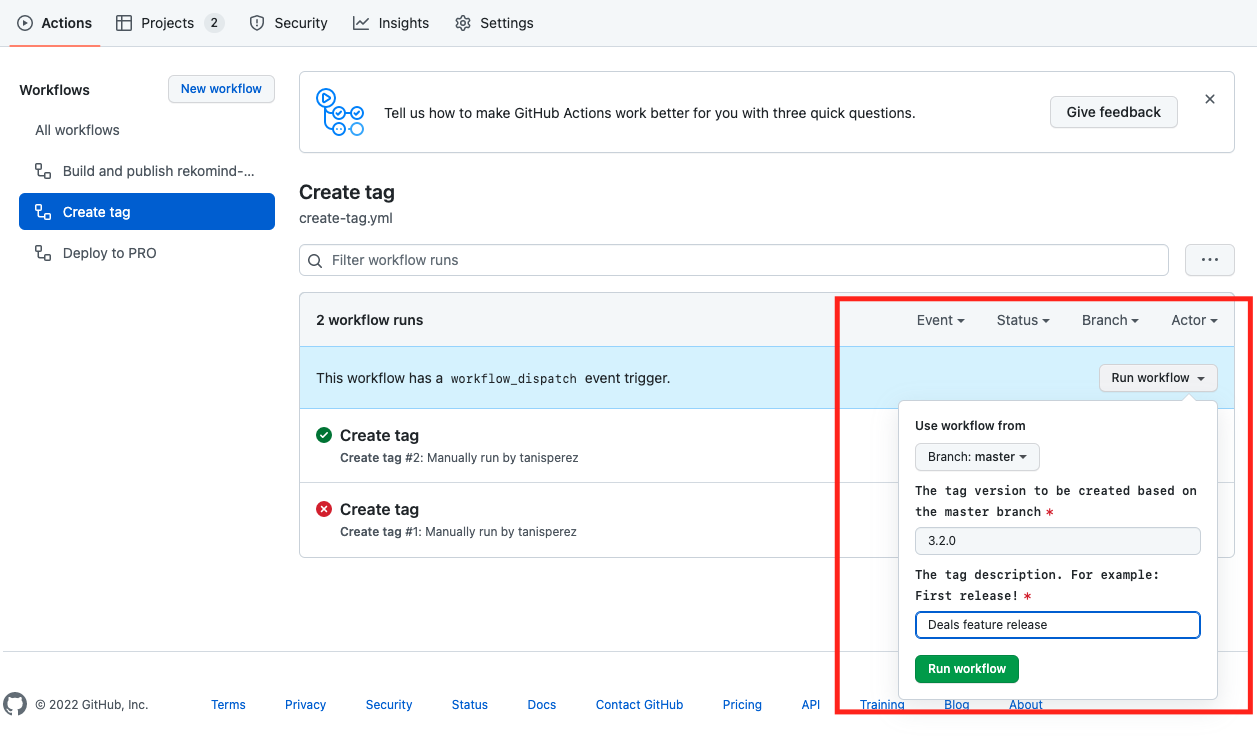 Actions Projects 2 Security Insights Settings
Workflows
New workflow
All workflows
Build and publish rekomind-...
Create tag
Deploy to PRO
Tell us how to make GitHub Actions work better for you with three quick questions.
Give feedback
Create tag
create-tag.yml
Filter workflow runs
2 workflow runs
Event Status Branch Actor
This workflow has a workflow_dispatch event trigger.
Run workflow
Create tag
Create tag #2: Manually run by tanisperez
Create tag
Create tag #1: Manually run by tanisperez
Use workflow from
Branch: master
The tag version to be created based on
the master branch *
3.2.0
The tag description. For example:
First release! *
Deals feature release
Run workflow
© 2022 GitHub, Inc. Terms Privacy Security Status Docs Contact GitHub Pricing API Training Blog About